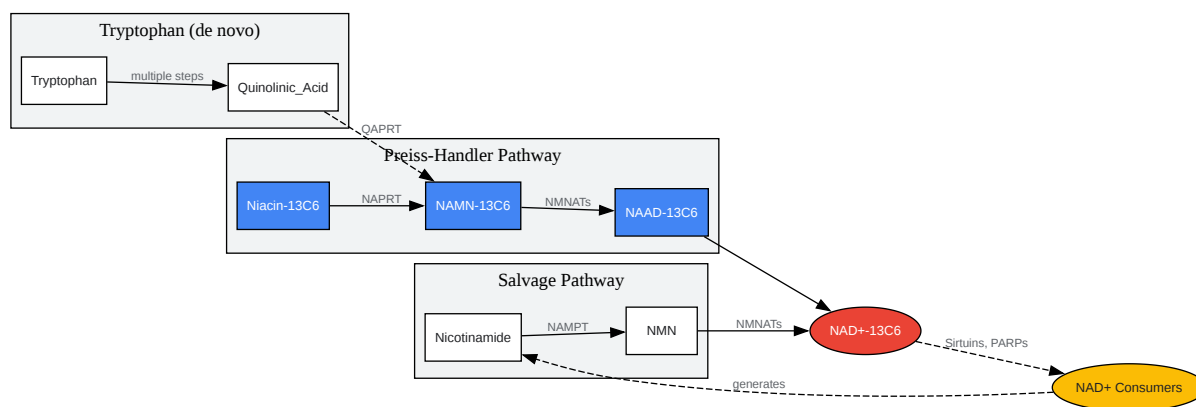 Tryptophan (de novo)
Tryptophan
multiple steps
Quinolinic_Acid
QAPRT
Preiss-Handler Pathway
Niacin-13C6
NAPRT
NAMN-13C6
NMNATs
NAAD-13C6
Salvage Pathway
Nicotinamide
NAMPT
NMN
NMNATs
NAD+-13C6
Sirtuins, PARPs
NAD+ Consumers
generates